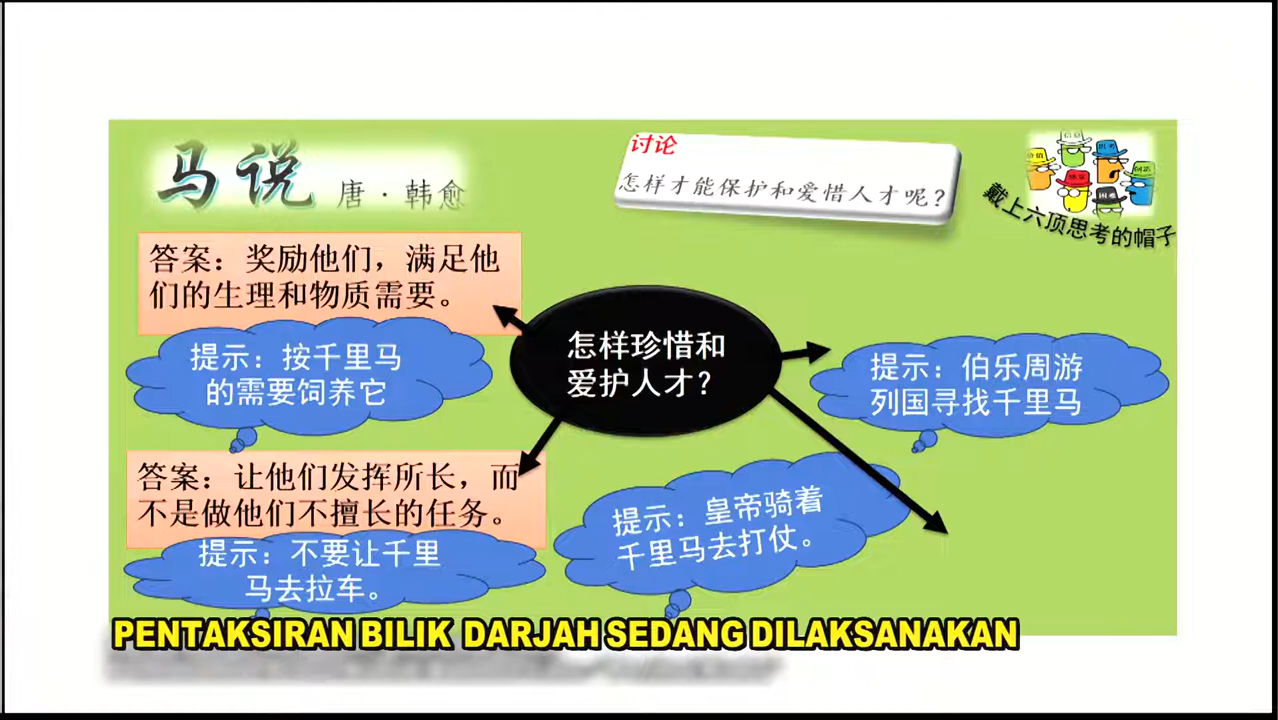 马说 唐·韩愈
讨论
怎样才能保护和爱惜人才呢？
戴上六顶思考的帽子
答案：奖励他们，满足他
们的生理和物质需要。
提示：按千里马
的需要饲养它
怎样珍惜和
爱护人才？
提示：伯乐周游
列国寻找千里马
答案：让他们发挥所长，而
不是做他们不擅长的任务。
提示：不要让千里
马去拉车。
提示：皇帝骑着
千里马去打仗。
PENTAKSIRAN BILIK DARJAH SEDANG DILAKSANAKAN